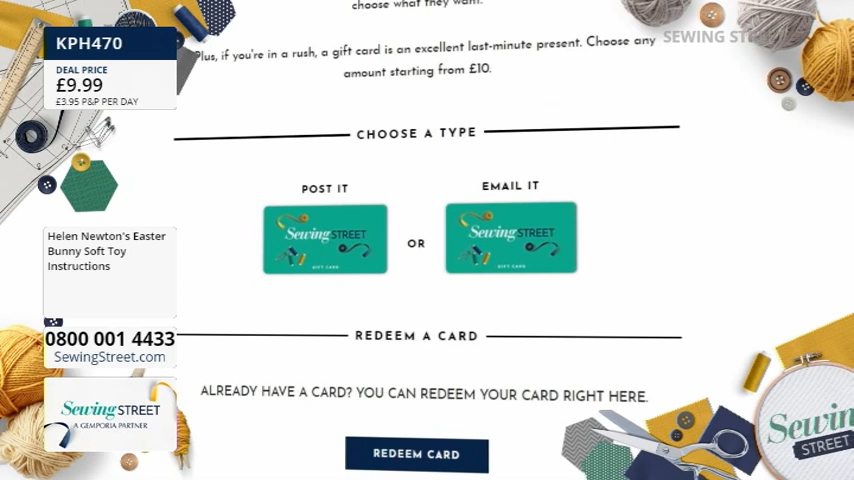 choose what they want.
Plus, if you're in a rush, a gift card is an excellent last-minute present. Choose any
amount starting from £10.
SEWING
KPH470
DEAL PRICE
£9.99
£3.95 P&P PER DAY
CHOOSE A TYPE
POST IT
EMAIL IT
Sewing STREET
GIFT CARD
OR
Sewing STREET
GIFT CARD
Helen Newton's Easter
Bunny Soft Toy
Instructions
0800 001 4433
SewingStreet.com
REDEEM A CARD
ALREADY HAVE A CARD? YOU CAN REDEEM YOUR CARD RIGHT HERE.
Sewing STREET
A GEMPORIA PARTNER
REDEEM CARD
Sewin
STREET